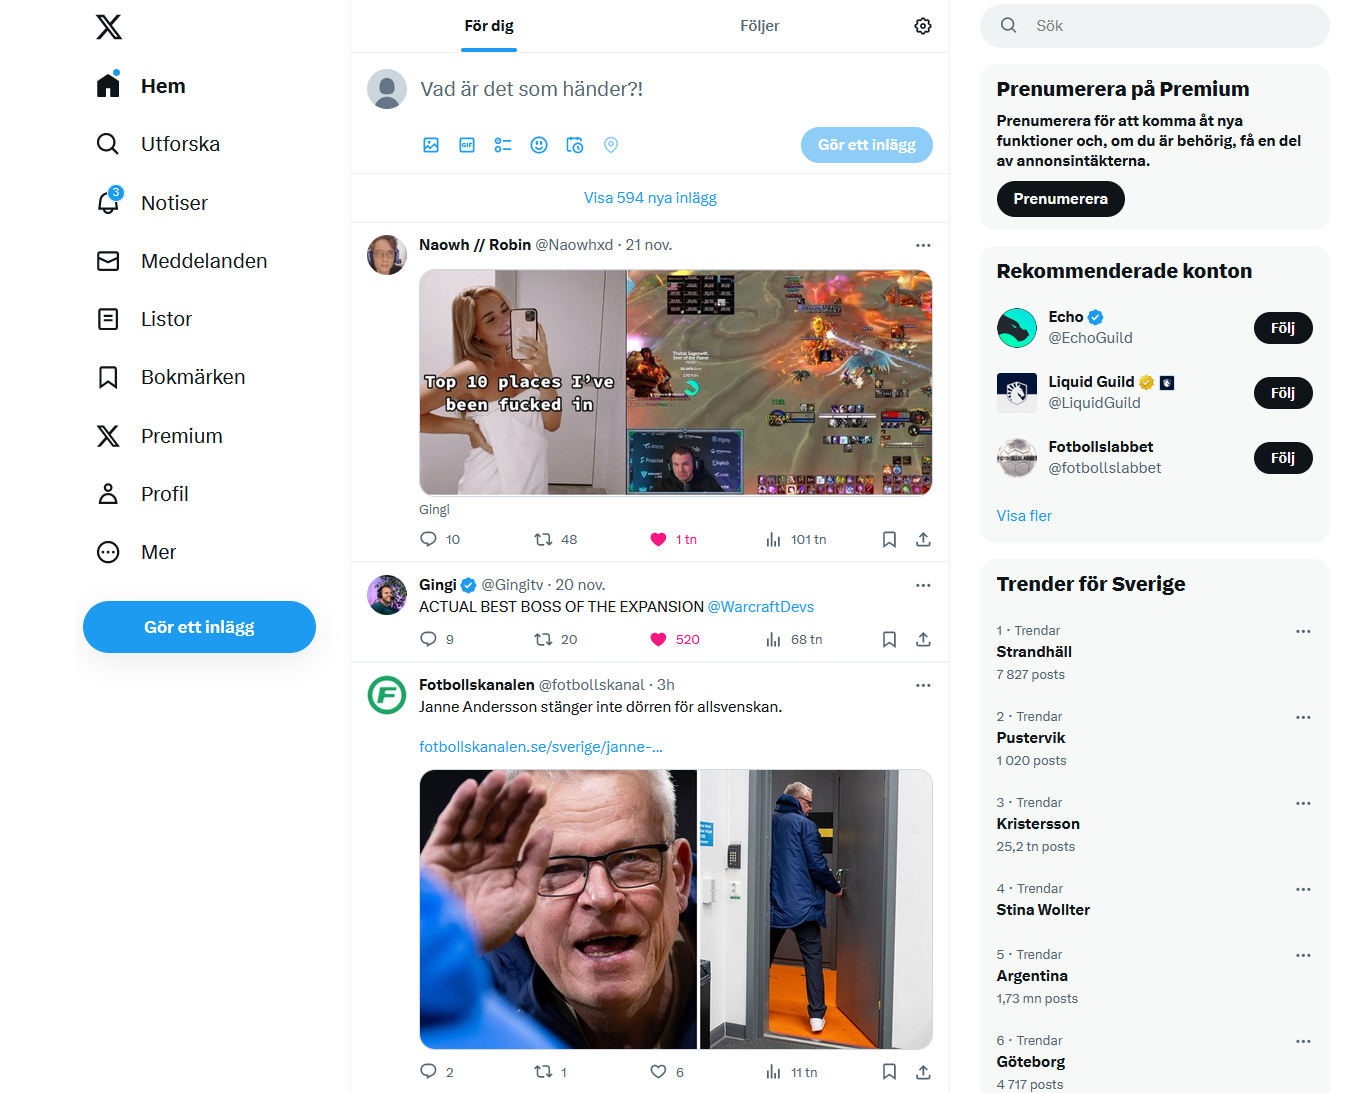 Hem
Utforska
3
Notiser
Meddelanden
Listor
Bokmärken
Premium
Profil
Mer
Gör ett inlägg
För dig
Följer
Vad är det som händer?!
GIF
Gör ett inlägg
Visa 594 nya inlägg
Naowh // Robin @Naowhxd · 21 nov.
Top 10 places I've
been fucked in
Gingi
10
48
1 tn
101 tn
Gingi @Gingitv · 20 nov.
ACTUAL BEST BOSS OF THE EXPANSION @WarcraftDevs
9
20
520
68 tn
Fotbollskanalen @fotbollskanal · 3h
Janne Andersson stänger inte dörren för allsvenskan.
fotbollskanalen.se/sverige/janne-...
2
1
6
11 tn
Sök
Prenumerera på Premium
Prenumerera för att komma åt nya
funktioner och, om du är behörig, få en del
av annonsintäkterna.
Prenumerera
Rekommenderade konton
Echo
@EchoGuild
Följ
Liquid Guild
@LiquidGuild
Följ
FOTBOLLSLABBET
Fotbollslabbet
@fotbollslabbet
Följ
Visa fler
Trender för Sverige
1 · Trendar
Strandhäll
7 827 posts
2 · Trendar
Pustervik
1 020 posts
3 · Trendar
Kristersson
25,2 tn posts
4 · Trendar
Stina Wollter
5 · Trendar
Argentina
1,73 mn posts
6 · Trendar
Göteborg
4 717 posts